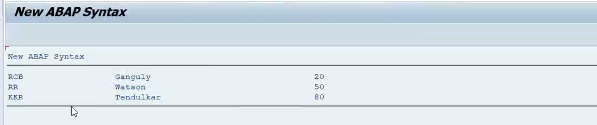 New ABAP Syntax
New ABAP Syntax
RCB Ganguly 20
RR Watson 50
KKR Tendulkar 80